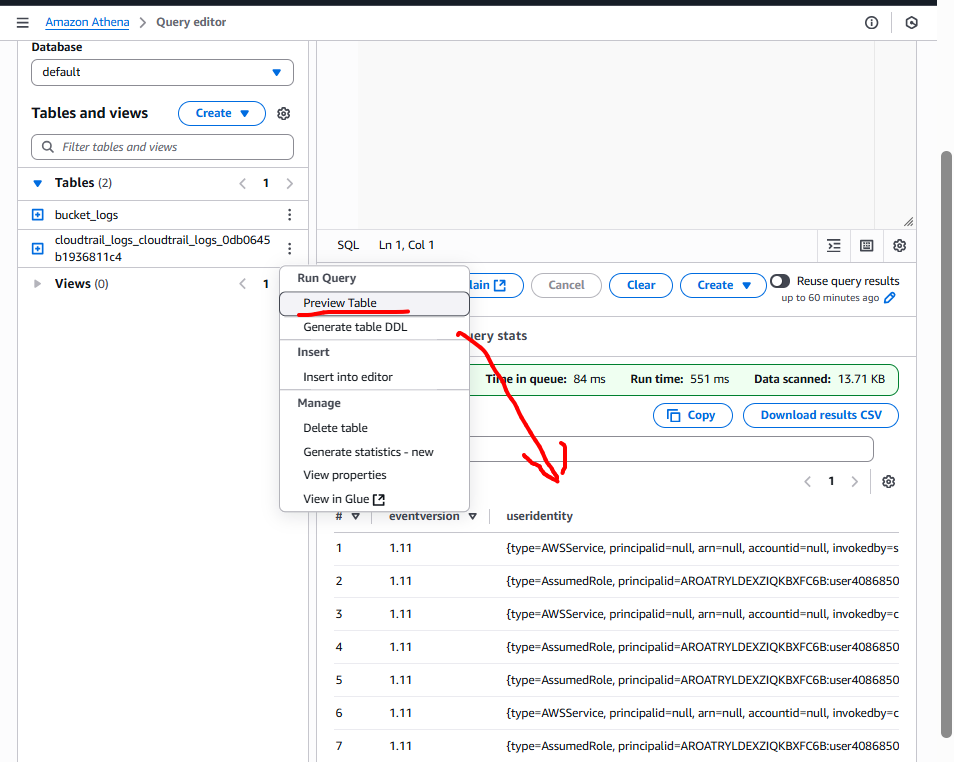 Amazon Athena > Query editor
Database
default
Tables and views
Create
Filter tables and views
Tables (2)
1
bucket_logs
cloudtrail_logs_cloudtrail_logs_0db0645
b1936811c4
Views (0)
1
Run Query
Preview Table
Generate table DDL
Insert
Insert into editor
Manage
Delete table
Generate statistics - new
View properties
View in Glue
SQL Ln 1, Col 1
lain
Cancel
Clear
Create
Reuse query results
up to 60 minutes ago
ery stats
Time in queue: 84 ms Run time: 551 ms Data scanned: 13.71 KB
Copy
Download results CSV
1
# eventversion useridentity
1 1.11 {type=AWSService, principalid=null, arn=null, accountid=null, invokedby=s
2 1.11 {type=AssumedRole, principalid=AROATRYLDEXZIQKBXFC6B:user4086850
3 1.11 {type=AWSService, principalid=null, arn=null, accountid=null, invokedby=c
4 1.11 {type=AssumedRole, principalid=AROATRYLDEXZIQKBXFC6B:user4086850
5 1.11 {type=AssumedRole, principalid=AROATRYLDEXZIQKBXFC6B:user4086850
6 1.11 {type=AWSService, principalid=null, arn=null, accountid=null, invokedby=c
7 1.11 {type=AssumedRole, principalid=AROATRYLDEXZIQKBXFC6B:user4086850